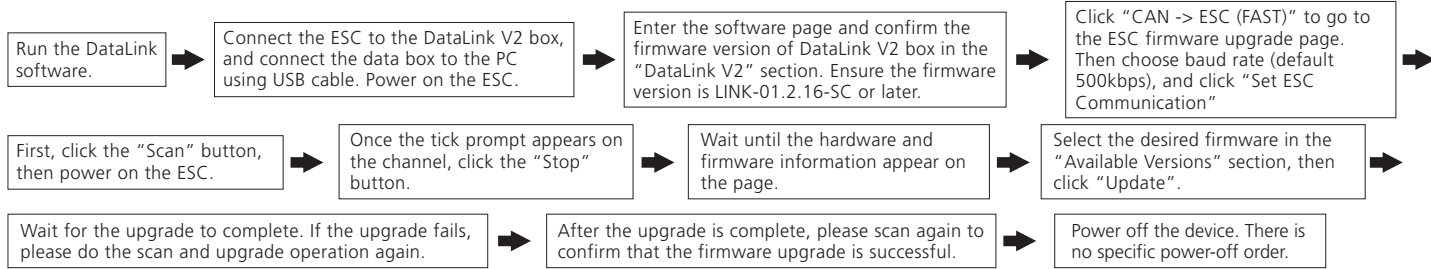 Run the DataLink
software.
Connect the ESC to the DataLink V2 box,
and connect the data box to the PC
using USB cable. Power on the ESC.
Enter the software page and confirm the
firmware version of DataLink V2 box in the
“DataLink V2” section. Ensure the firmware
version is LINK-01.2.16-SC or later.
Click “CAN -> ESC (FAST)” to go to
the ESC firmware upgrade page.
Then choose baud rate (default
500kbps), and click “Set ESC
Communication”
First, click the “Scan” button,
then power on the ESC.
Once the tick prompt appears on
the channel, click the “Stop”
button.
Wait until the hardware and
firmware information appear on
the page.
Select the desired firmware in the
“Available Versions” section, then
click “Update”.
Wait for the upgrade to complete. If the upgrade fails,
please do the scan and upgrade operation again.
After the upgrade is complete, please scan again to
confirm that the firmware upgrade is successful.
Power off the device. There is
no specific power-off order.